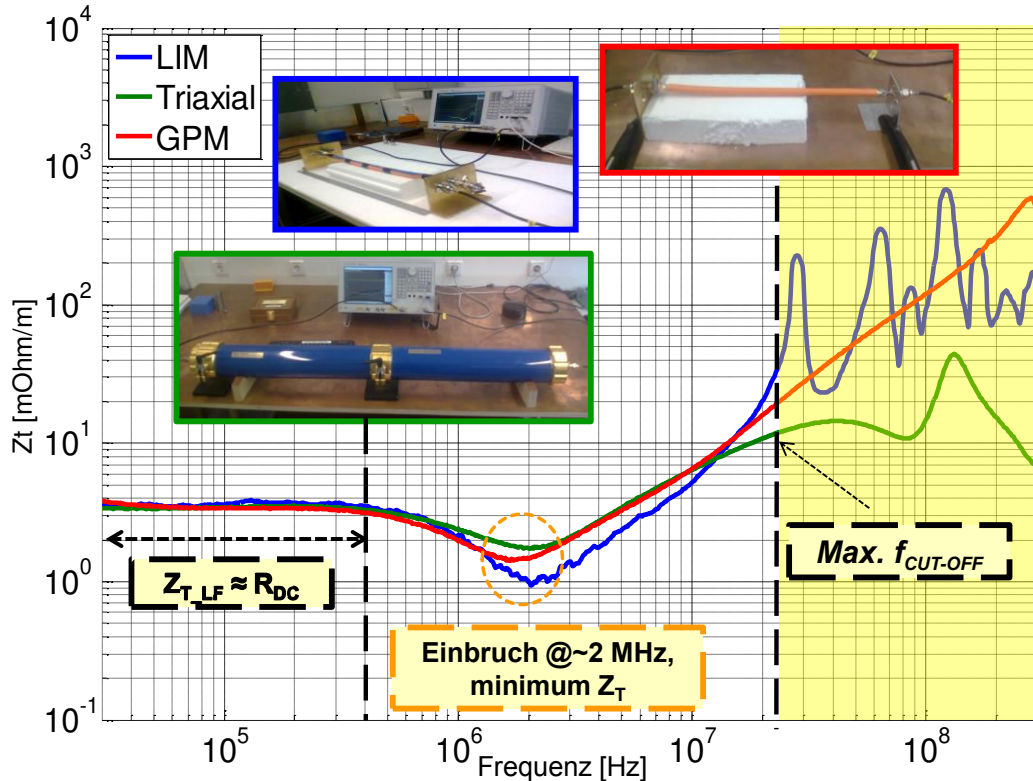 10^4
10^3
10^2
10^1
10^0
10^-1
Zt [mOhm/m]
LIM
Triaxial
GPM
Z_T_LF ≈ R_DC
Einbruch @~2 MHz,
minimum Z_T
Max. f_CUT-OFF
10^5
10^6
10^7
10^8
Frequenz [Hz]